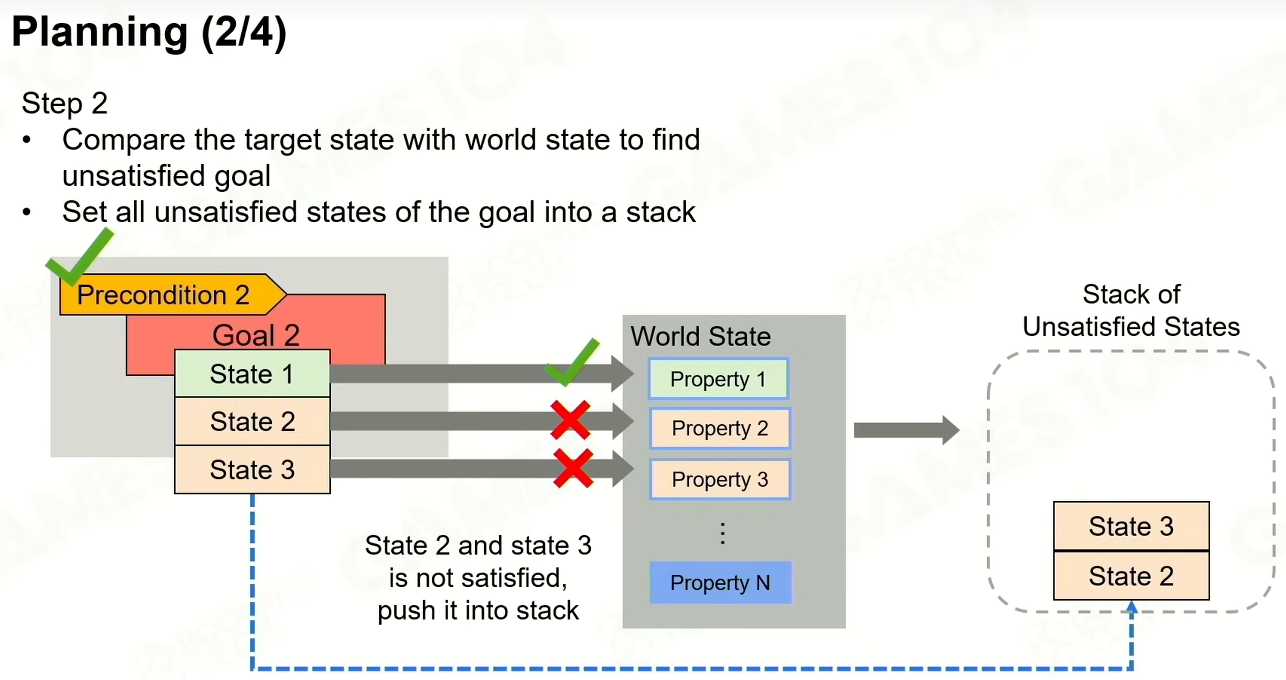 Planning (2/4)
Step 2
• Compare the target state with world state to find
unsatisfied goal
• Set all unsatisfied states of the goal into a stack
Precondition 2
Goal 2
State 1
State 2
State 3
State 2 and state 3
is not satisfied,
push it into stack
World State
Property 1
Property 2
Property 3
⋮
Property N
Stack of
Unsatisfied States
State 3
State 2
GAMES 104